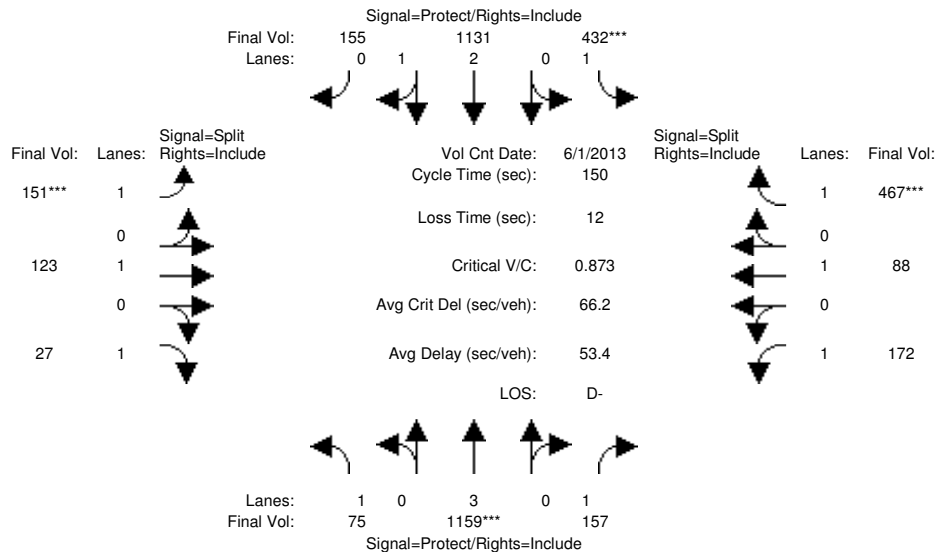 Signal=Protect/Rights=Include
Final Vol: 155 1131 432***
Lanes: 0 1 2 0 1
Signal=Split
Final Vol: Lanes: Rights=Include
Vol Cnt Date: 6/1/2013
Signal=Split
Rights=Include Lanes: Final Vol:
Cycle Time (sec): 150
151*** 1
1 467***
Loss Time (sec): 12
0
0
123 1
Critical V/C: 0.873
1 88
0
Avg Crit Del (sec/veh): 66.2
0
27 1
Avg Delay (sec/veh): 53.4
1 172
LOS: D-
Lanes: 1 0 3 0 1
Final Vol: 75 1159*** 157
Signal=Protect/Rights=Include